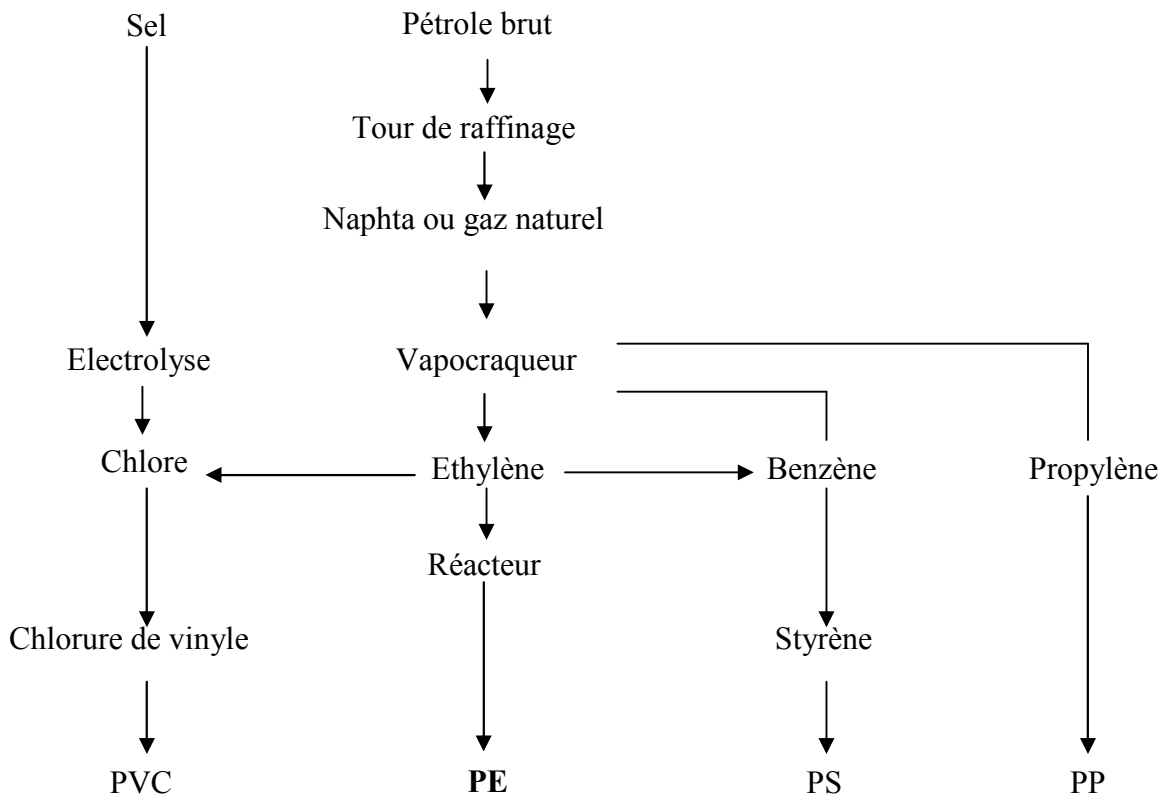 Sel
Pétrole brut
Tour de raffinage
Naphta ou gaz naturel
Electrolyse
Vapocraqueur
Chlore
Ethylène
Benzène
Propylène
Réacteur
Chlorure de vinyle
Styrène
PVC
PE
PS
PP